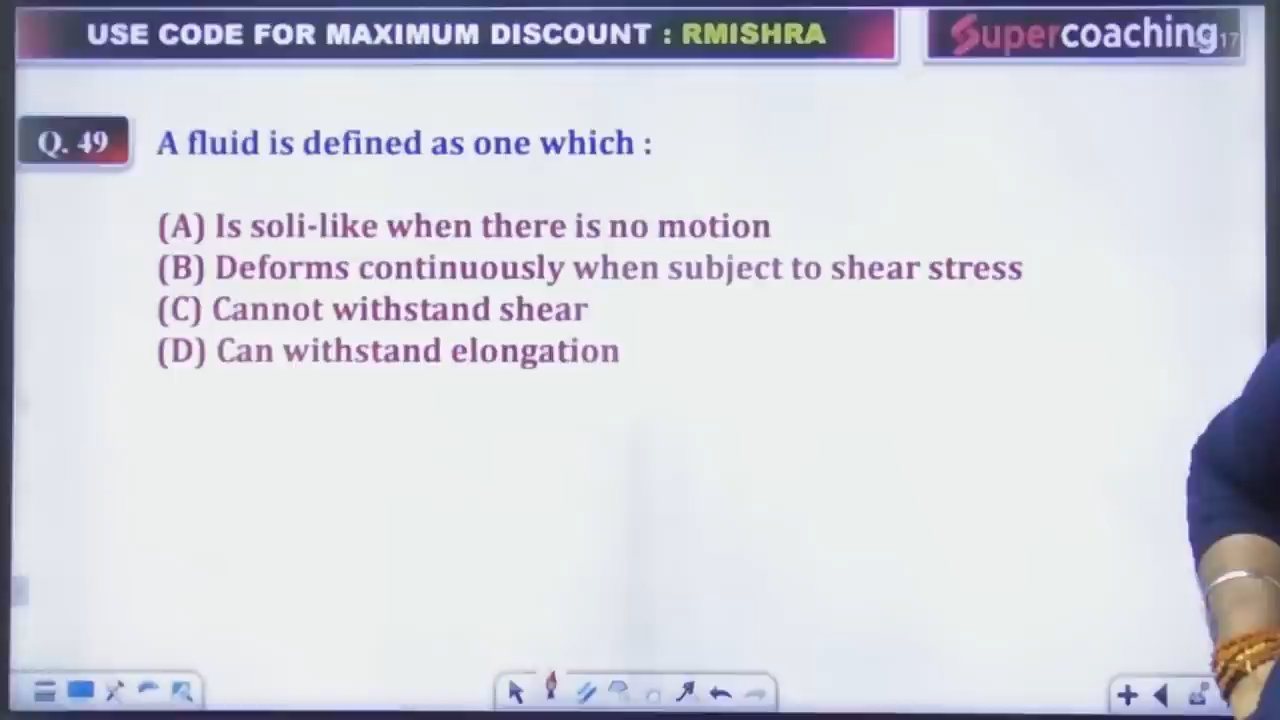 USE CODE FOR MAXIMUM DISCOUNT : RMISHRA
Supercoaching
17
Q. 49
A fluid is defined as one which :
(A) Is soli-like when there is no motion
(B) Deforms continuously when subject to shear stress
(C) Cannot withstand shear
(D) Can withstand elongation